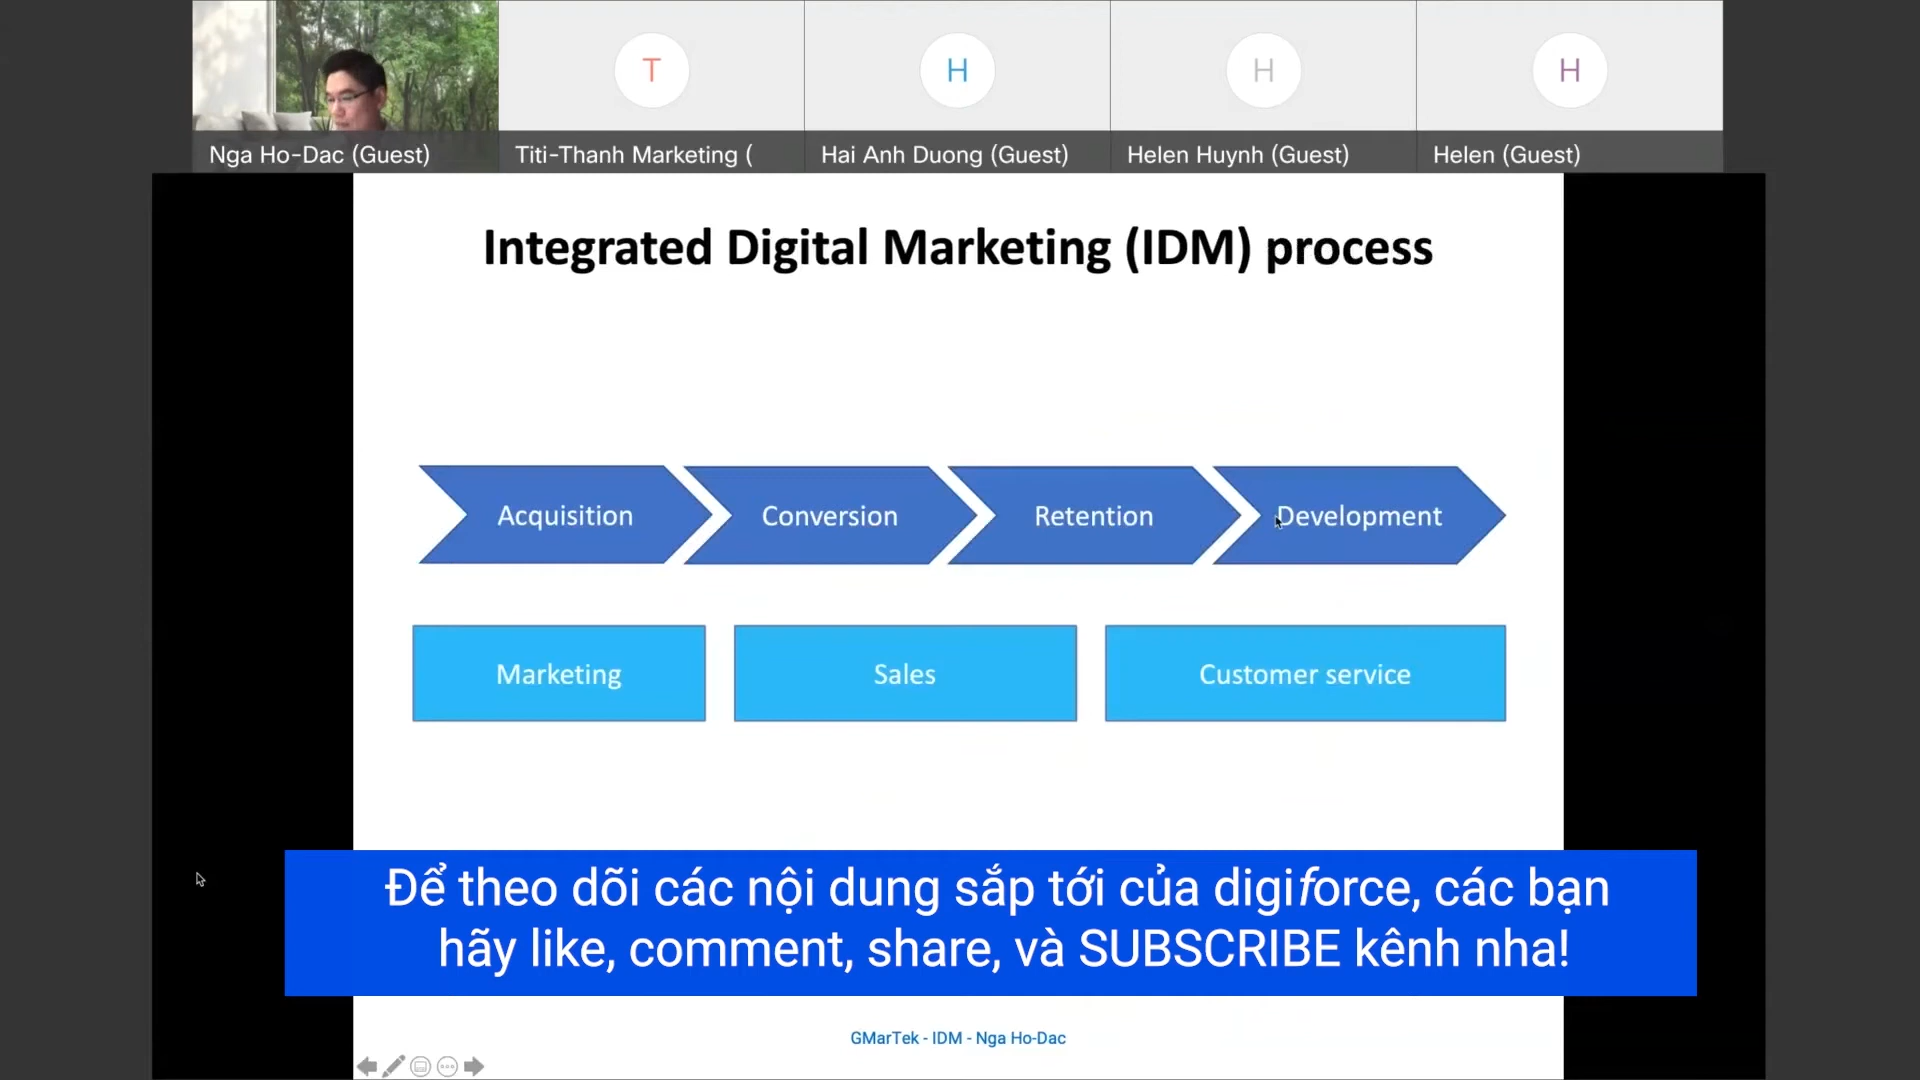 T
H
H
H
Nga Ho-Dac (Guest)
Titi-Thanh Marketing (
Hai Anh Duong (Guest)
Helen Huynh (Guest)
Helen (Guest)
Integrated Digital Marketing (IDM) process
Acquisition
Conversion
Retention
Development
Marketing
Sales
Customer service
Để theo dõi các nội dung sắp tới của digiforce, các bạn
hãy like, comment, share, và SUBSCRIBE kênh nha!
GMarTek - IDM - Nga Ho-Dac